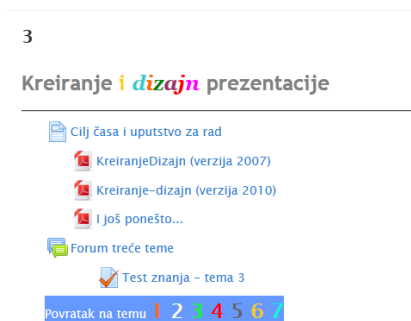 3
Kreiranje i dizajn prezentacije
Cilj časa i uputstvo za rad
KreiranjeDizajn (verzija 2007)
Kreiranje-dizajn (verzija 2010)
I još ponešto...
Forum treće teme
Test znanja - tema 3
Povratak na temu 1 2 3 4 5 6 7